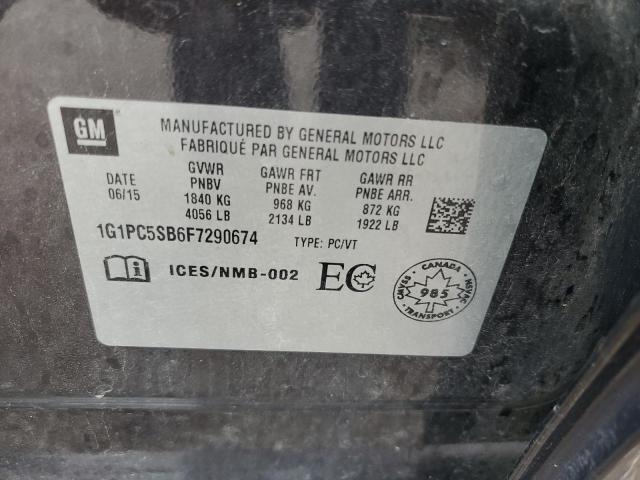 GM
MANUFACTURED BY GENERAL MOTORS LLC
FABRIQUÉ PAR GENERAL MOTORS LLC
DATE
06/15
GVWR
PNBV
1840 KG
4056 LB
GAWR FRT
PNBE AV.
968 KG
2134 LB
GAWR RR
PNBE ARR.
872 KG
1922 LB
1G1PC5SB6F7290674 TYPE: PC/VT
ICES/NMB-002 EC
CANADA
CMVSS 985 NSVAC
TRANSPORT